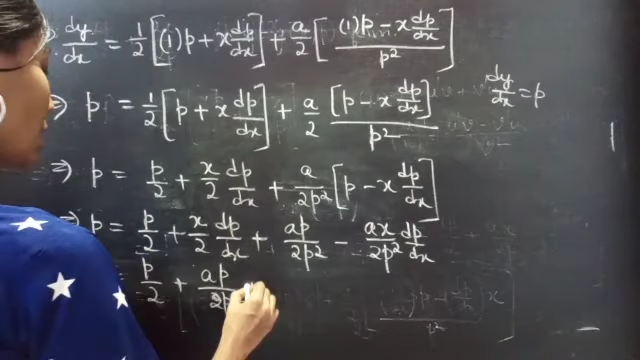 ⇒ dy/dx = 1/2 [(1)p + x dp/dx] + a/2 [ ((1)p - x dp/dx) / p² ]
dy/dx = p
⇒ p = 1/2 [p + x dp/dx] + a/2 [p - x dp/dx] / p²
⇒ p = p/2 + x/2 dp/dx + a/2p² [p - x dp/dx]
⇒ p = p/2 + x/2 dp/dx + ap/2p² - ax/2p² dp/dx
p/2 + ap/2p